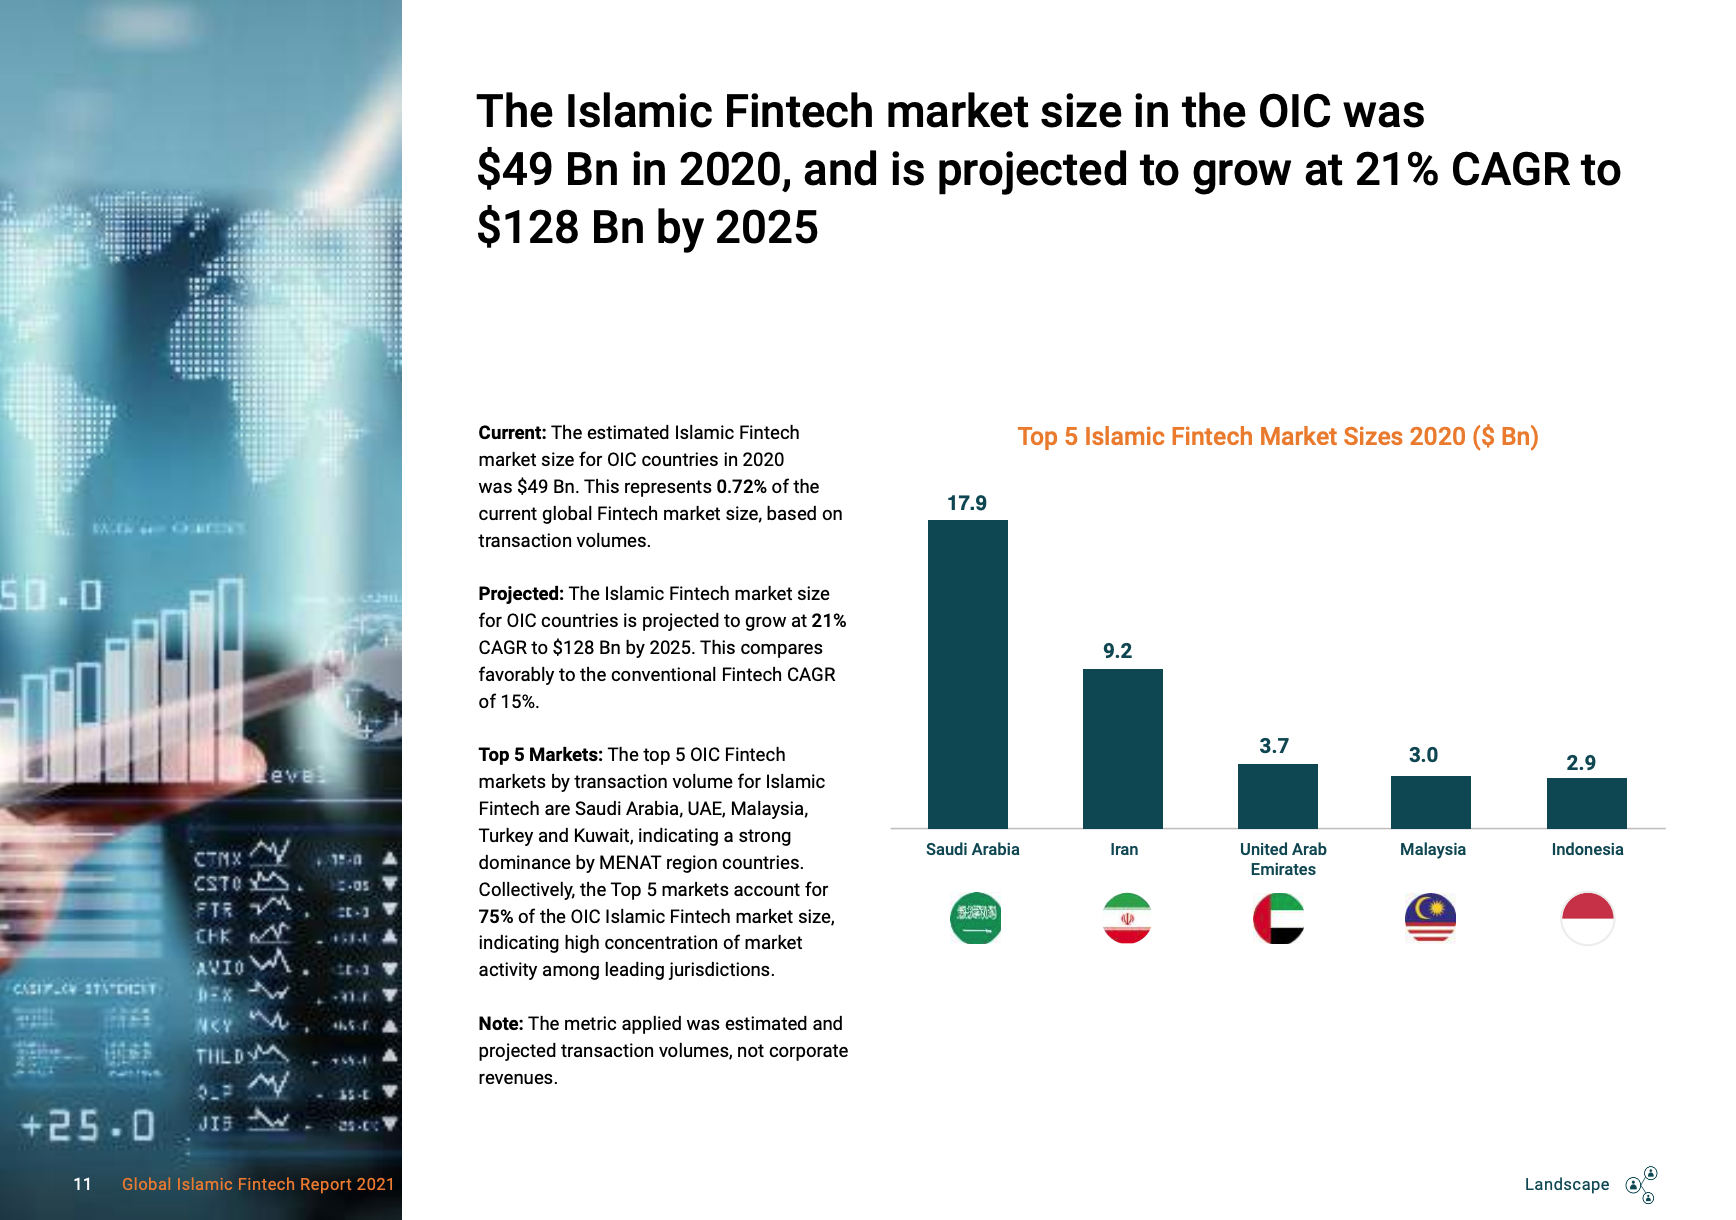 The Islamic Fintech market size in the OIC was
$49 Bn in 2020, and is projected to grow at 21% CAGR to
$128 Bn by 2025
Current: The estimated Islamic Fintech
market size for OIC countries in 2020
was $49 Bn. This represents 0.72% of the
current global Fintech market size, based on
transaction volumes.
Projected: The Islamic Fintech market size
for OIC countries is projected to grow at 21%
CAGR to $128 Bn by 2025. This compares
favorably to the conventional Fintech CAGR
of 15%.
Top 5 Markets: The top 5 OIC Fintech
markets by transaction volume for Islamic
Fintech are Saudi Arabia, UAE, Malaysia,
Turkey and Kuwait, indicating a strong
dominance by MENAT region countries.
Collectively, the Top 5 markets account for
75% of the OIC Islamic Fintech market size,
indicating high concentration of market
activity among leading jurisdictions.
Note: The metric applied was estimated and
projected transaction volumes, not corporate
revenues.
Top 5 Islamic Fintech Market Sizes 2020 ($ Bn)
17.9
9.2
3.7
3.0
2.9
Saudi Arabia
Iran
United Arab
Emirates
Malaysia
Indonesia
50.0
Level
CTMX
CSTO
FTR
CHK
AVIO
NKY
THLD
CASHFLOW STATEMENT
+25.0
11 Global Islamic Fintech Report 2021
Landscape